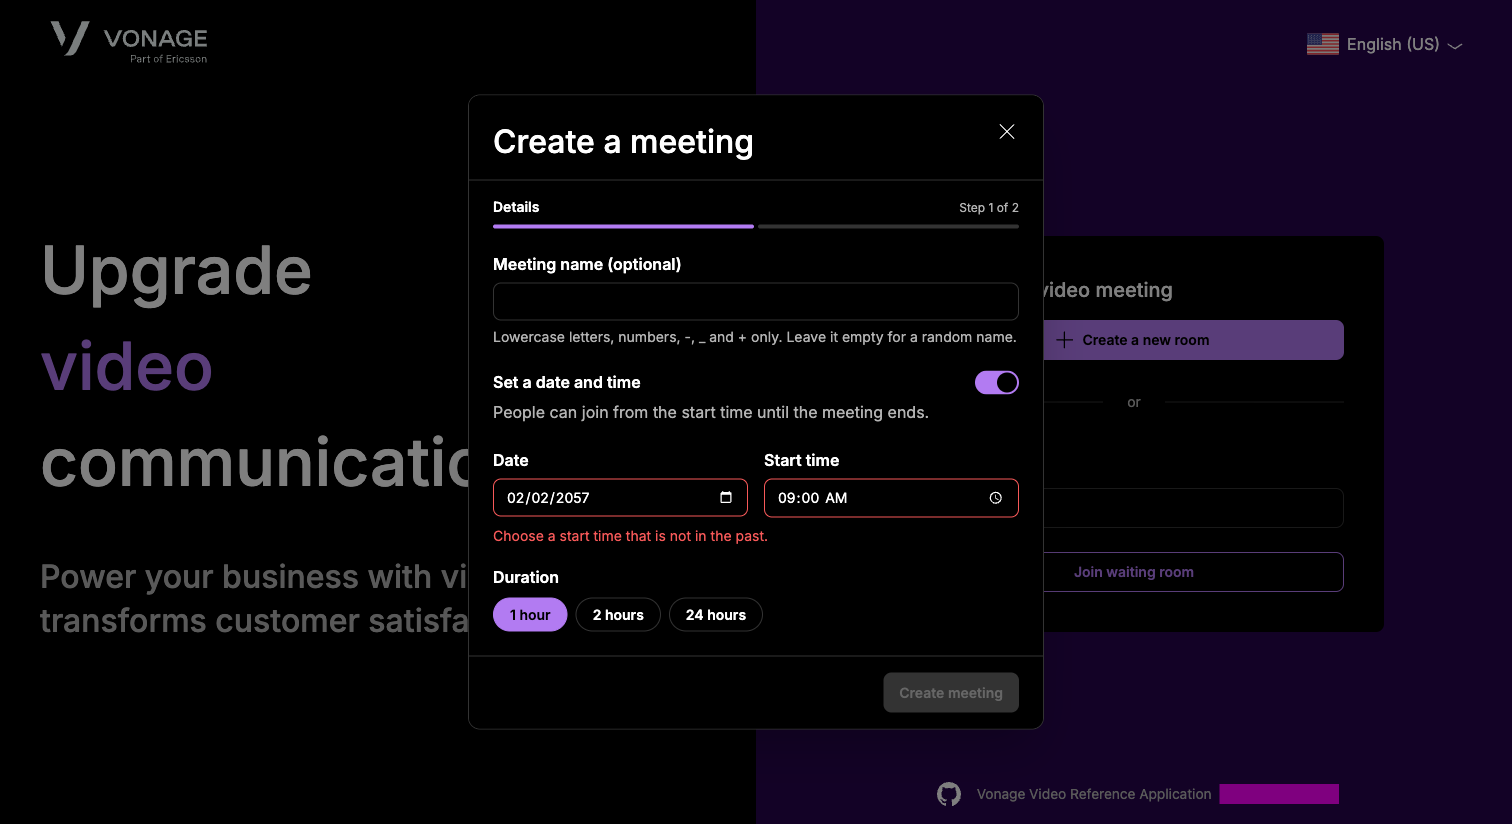 VONAGE
Part of Ericsson
English (US)
Create a meeting
Details
Step 1 of 2
Upgrade
video
communicatio
Meeting name (optional)
Lowercase letters, numbers, -, _ and + only. Leave it empty for a random name.
video meeting
Create a new room
or
Set a date and time
People can join from the start time until the meeting ends.
Date
Start time
02/02/2057
09:00 AM
Choose a start time that is not in the past.
Power your business with vi
transforms customer satisfa
Join waiting room
Duration
1 hour
2 hours
24 hours
Create meeting
Vonage Video Reference Application